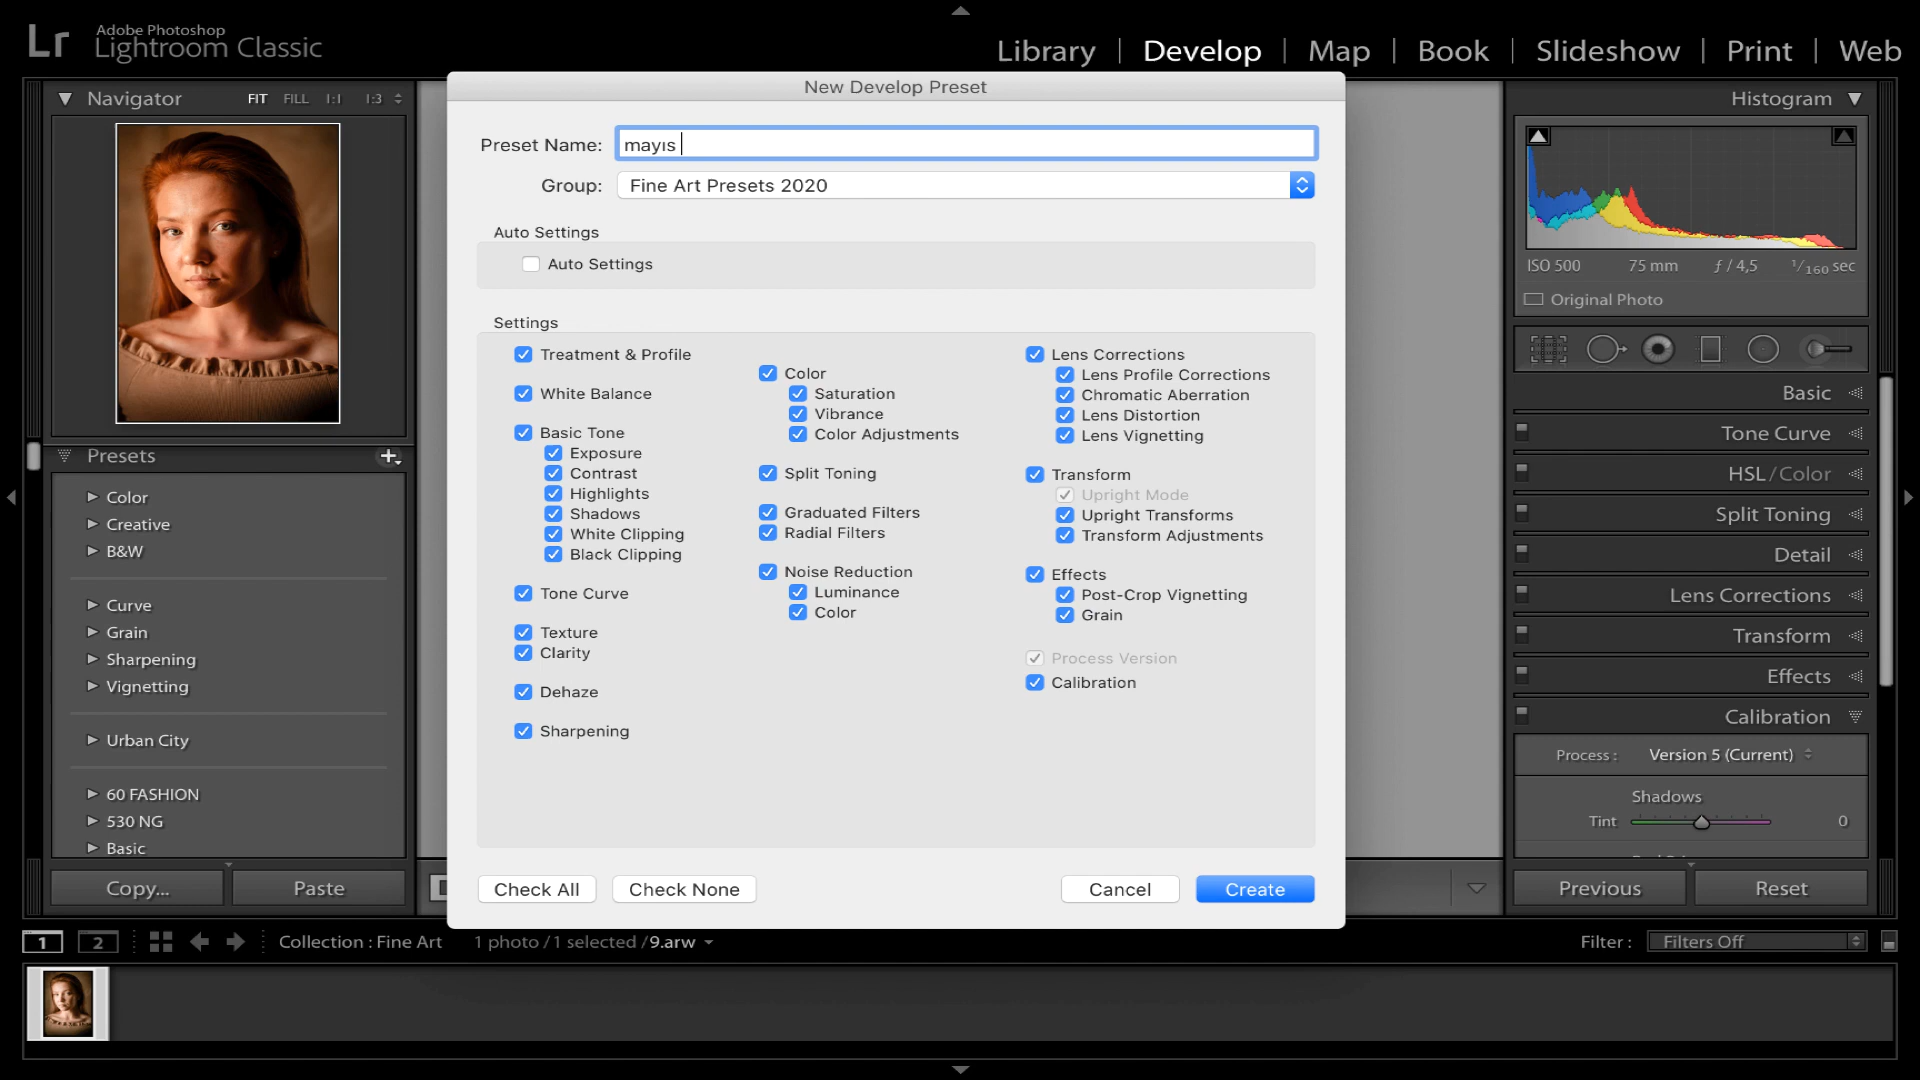 Lr Adobe Photoshop
Lightroom Classic
Library | Develop | Map | Book | Slideshow | Print | Web
Navigator FIT FILL 1:1 1:3
Presets
Color
Creative
B&W
Curve
Grain
Sharpening
Vignetting
Urban City
60 FASHION
530 NG
Basic
Copy... Paste
New Develop Preset
Preset Name: mayıs
Group: Fine Art Presets 2020
Auto Settings
Auto Settings
Settings
Treatment & Profile
White Balance
Basic Tone
Exposure
Contrast
Highlights
Shadows
White Clipping
Black Clipping
Tone Curve
Texture
Clarity
Dehaze
Sharpening
Color
Saturation
Vibrance
Color Adjustments
Split Toning
Graduated Filters
Radial Filters
Noise Reduction
Luminance
Color
Lens Corrections
Lens Profile Corrections
Chromatic Aberration
Lens Distortion
Lens Vignetting
Transform
Upright Mode
Upright Transforms
Transform Adjustments
Effects
Post-Crop Vignetting
Grain
Process Version
Calibration
Check All Check None Cancel Create
Histogram
ISO 500 75 mm ƒ / 4,5 1/160 sec
Original Photo
Basic
Tone Curve
HSL / Color
Split Toning
Detail
Lens Corrections
Transform
Effects
Calibration
Process : Version 5 (Current)
Shadows
Tint 0
Previous Reset
1 2 Collection : Fine Art 1 photo / 1 selected / 9.arw Filter : Filters Off